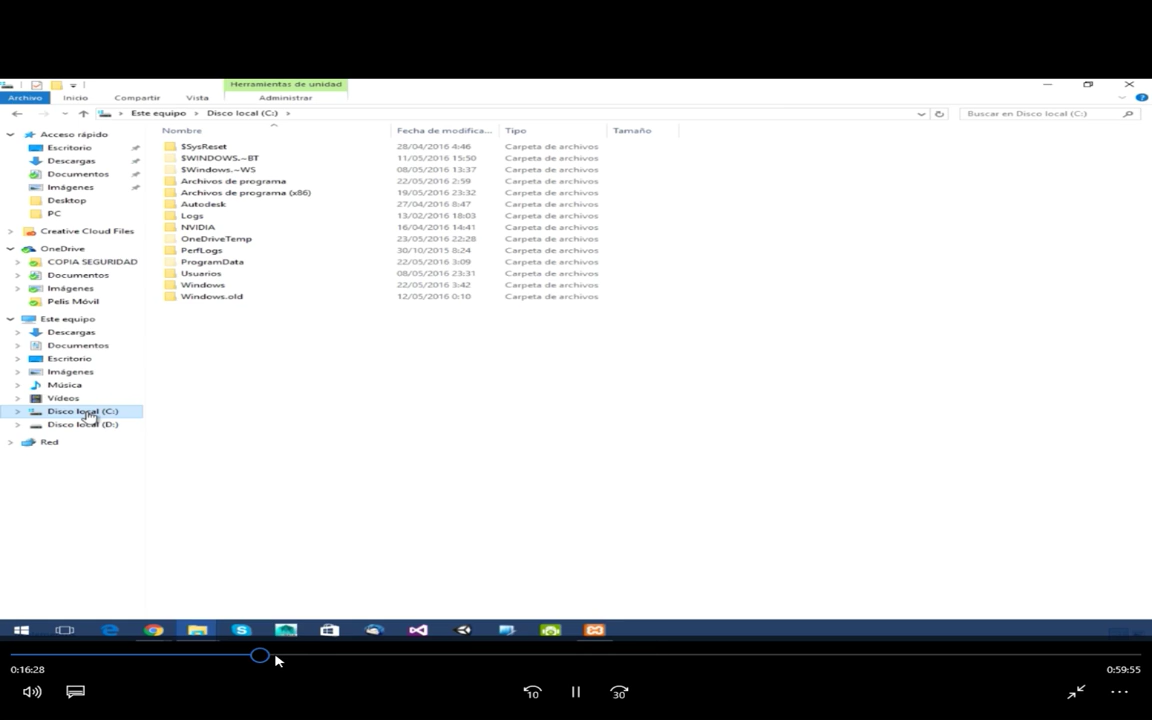 Herramientas de unidad
Archivo Inicio Compartir Vista Administrar
Este equipo > Disco local (C:) > Buscar en Disco local (C:)
Acceso rápido
Escritorio
Descargas
Documentos
Imágenes
Desktop
PC
Creative Cloud Files
OneDrive
COPIA SEGURIDAD
Documentos
Imágenes
Pelis Móvil
Este equipo
Descargas
Documentos
Escritorio
Imágenes
Música
Vídeos
Disco local (C:)
Disco local (D:)
Red
Nombre Fecha de modifica... Tipo Tamaño
$SysReset 28/04/2016 4:46 Carpeta de archivos
$WINDOWS.~BT 11/05/2016 15:50 Carpeta de archivos
$Windows.~WS 08/05/2016 13:37 Carpeta de archivos
Archivos de programa 22/05/2016 2:59 Carpeta de archivos
Archivos de programa (x86) 19/05/2016 23:32 Carpeta de archivos
Autodesk 27/04/2016 8:47 Carpeta de archivos
Logs 13/02/2016 18:03 Carpeta de archivos
NVIDIA 16/04/2016 14:41 Carpeta de archivos
OneDriveTemp 23/05/2016 22:28 Carpeta de archivos
PerfLogs 30/10/2015 8:24 Carpeta de archivos
ProgramData 22/05/2016 3:09 Carpeta de archivos
Usuarios 08/05/2016 23:31 Carpeta de archivos
Windows 22/05/2016 3:42 Carpeta de archivos
Windows.old 12/05/2016 0:10 Carpeta de archivos
0:16:28 0:59:55
10 30